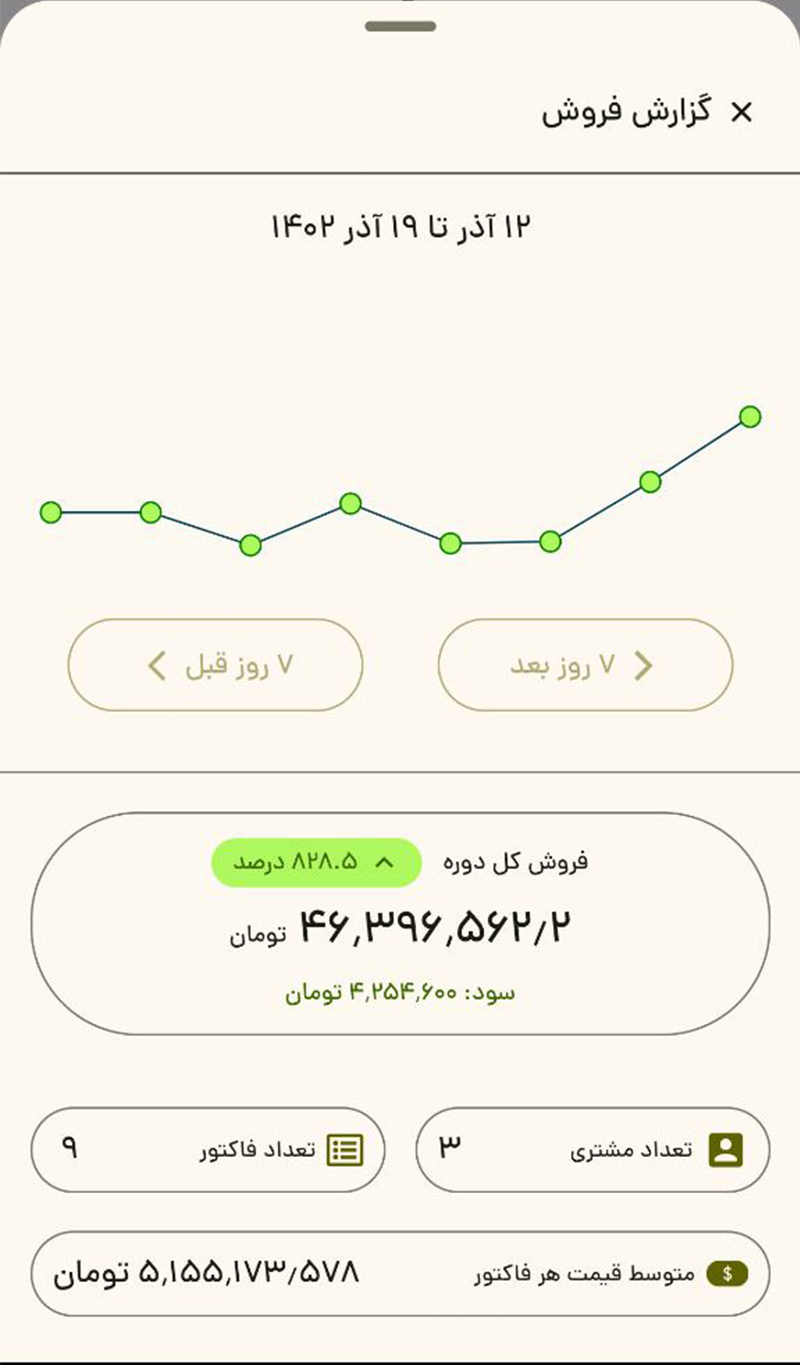 گزارش فروش
۱۲ آذر تا ۱۹ آذر ۱۴۰۲
۷ روز بعد
۷ روز قبل
فروش کل دوره
۸۲۸.۵ درصد
۴۶,۳۹۶,۵۶۲/۲ تومان
سود: ۴,۲۵۴,۶۰۰ تومان
تعداد مشتری ۳
تعداد فاکتور ۹
$ متوسط قیمت هر فاکتور ۵,۱۵۵,۱۷۳/۵۷۸ تومان